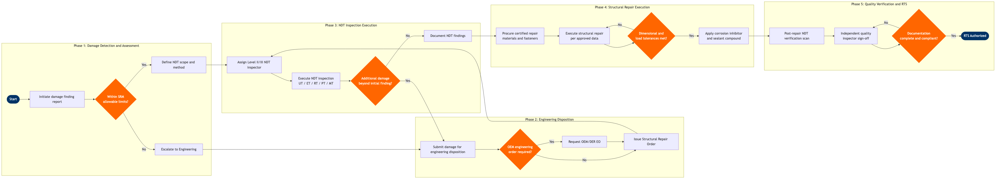 Phase 1: Damage Detection and Assessment
Start
Initiate damage finding
report
Within SRM
allowable limits?
Yes
Define NDT scope and
method
No
Escalate to Engineering
Phase 3: NDT Inspection Execution
Assign Level II/III NDT
inspector
Execute NDT inspection
UT / ET / RT / PT / MT
Additional damage
beyond initial finding?
No
Document NDT findings
Yes
Phase 2: Engineering Disposition
Submit damage for
engineering disposition
OEM engineering
order required?
Yes
Request OEM/DER EO
No
Issue Structural Repair
Order
Phase 4: Structural Repair Execution
Procure certified repair
materials and fasteners
Execute structural repair
per approved data
No
Dimensional and
load tolerances met?
Yes
Apply corrosion inhibitor
and sealant compound
Phase 5: Quality Verification and RTS
Post-repair NDT
verification scan
Independent quality
inspector sign-off
No
Documentation
complete and compliant?
Yes
RTS Authorized